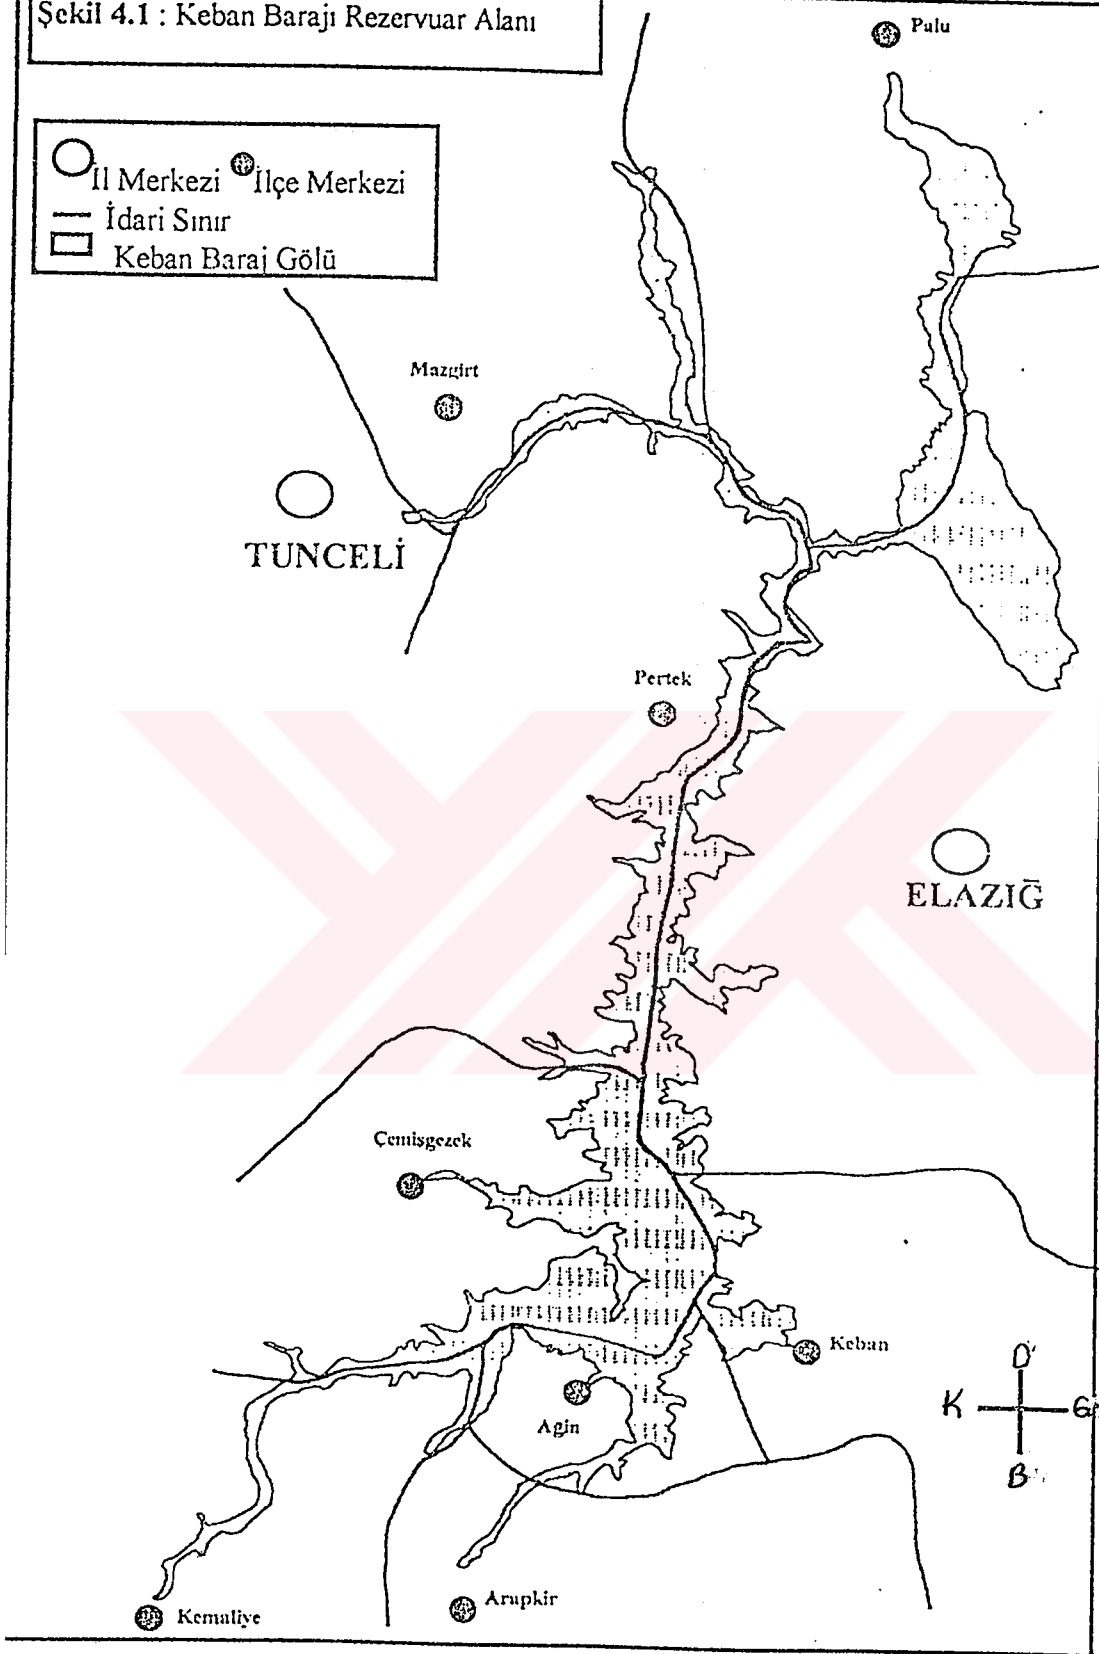 Şekil 4.1 : Keban Barajı Rezervuar Alanı
Palu
İl Merkezi İlçe Merkezi
İdari Sınır
Keban Baraj Gölü
Mazgirt
TUNCELİ
Pertek
ELAZIĞ
Çemişgezek
Keban
Agin
D
K G
B
Arapkir
Kemaliye